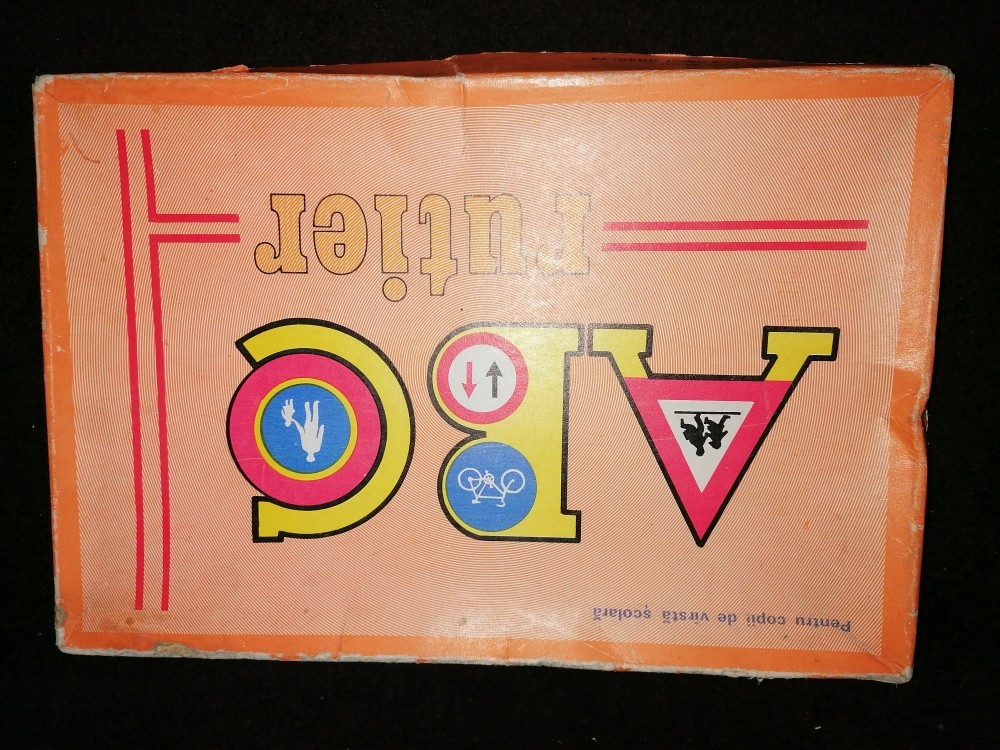 Pentru copii de vîrstă școlară
ABC
rutier